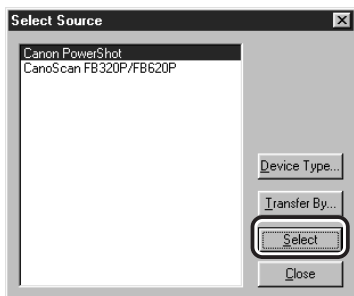 Select Source
Canon PowerShot
CanoScan FB320P/FB620P
Device Type...
Transfer By...
Select
Close